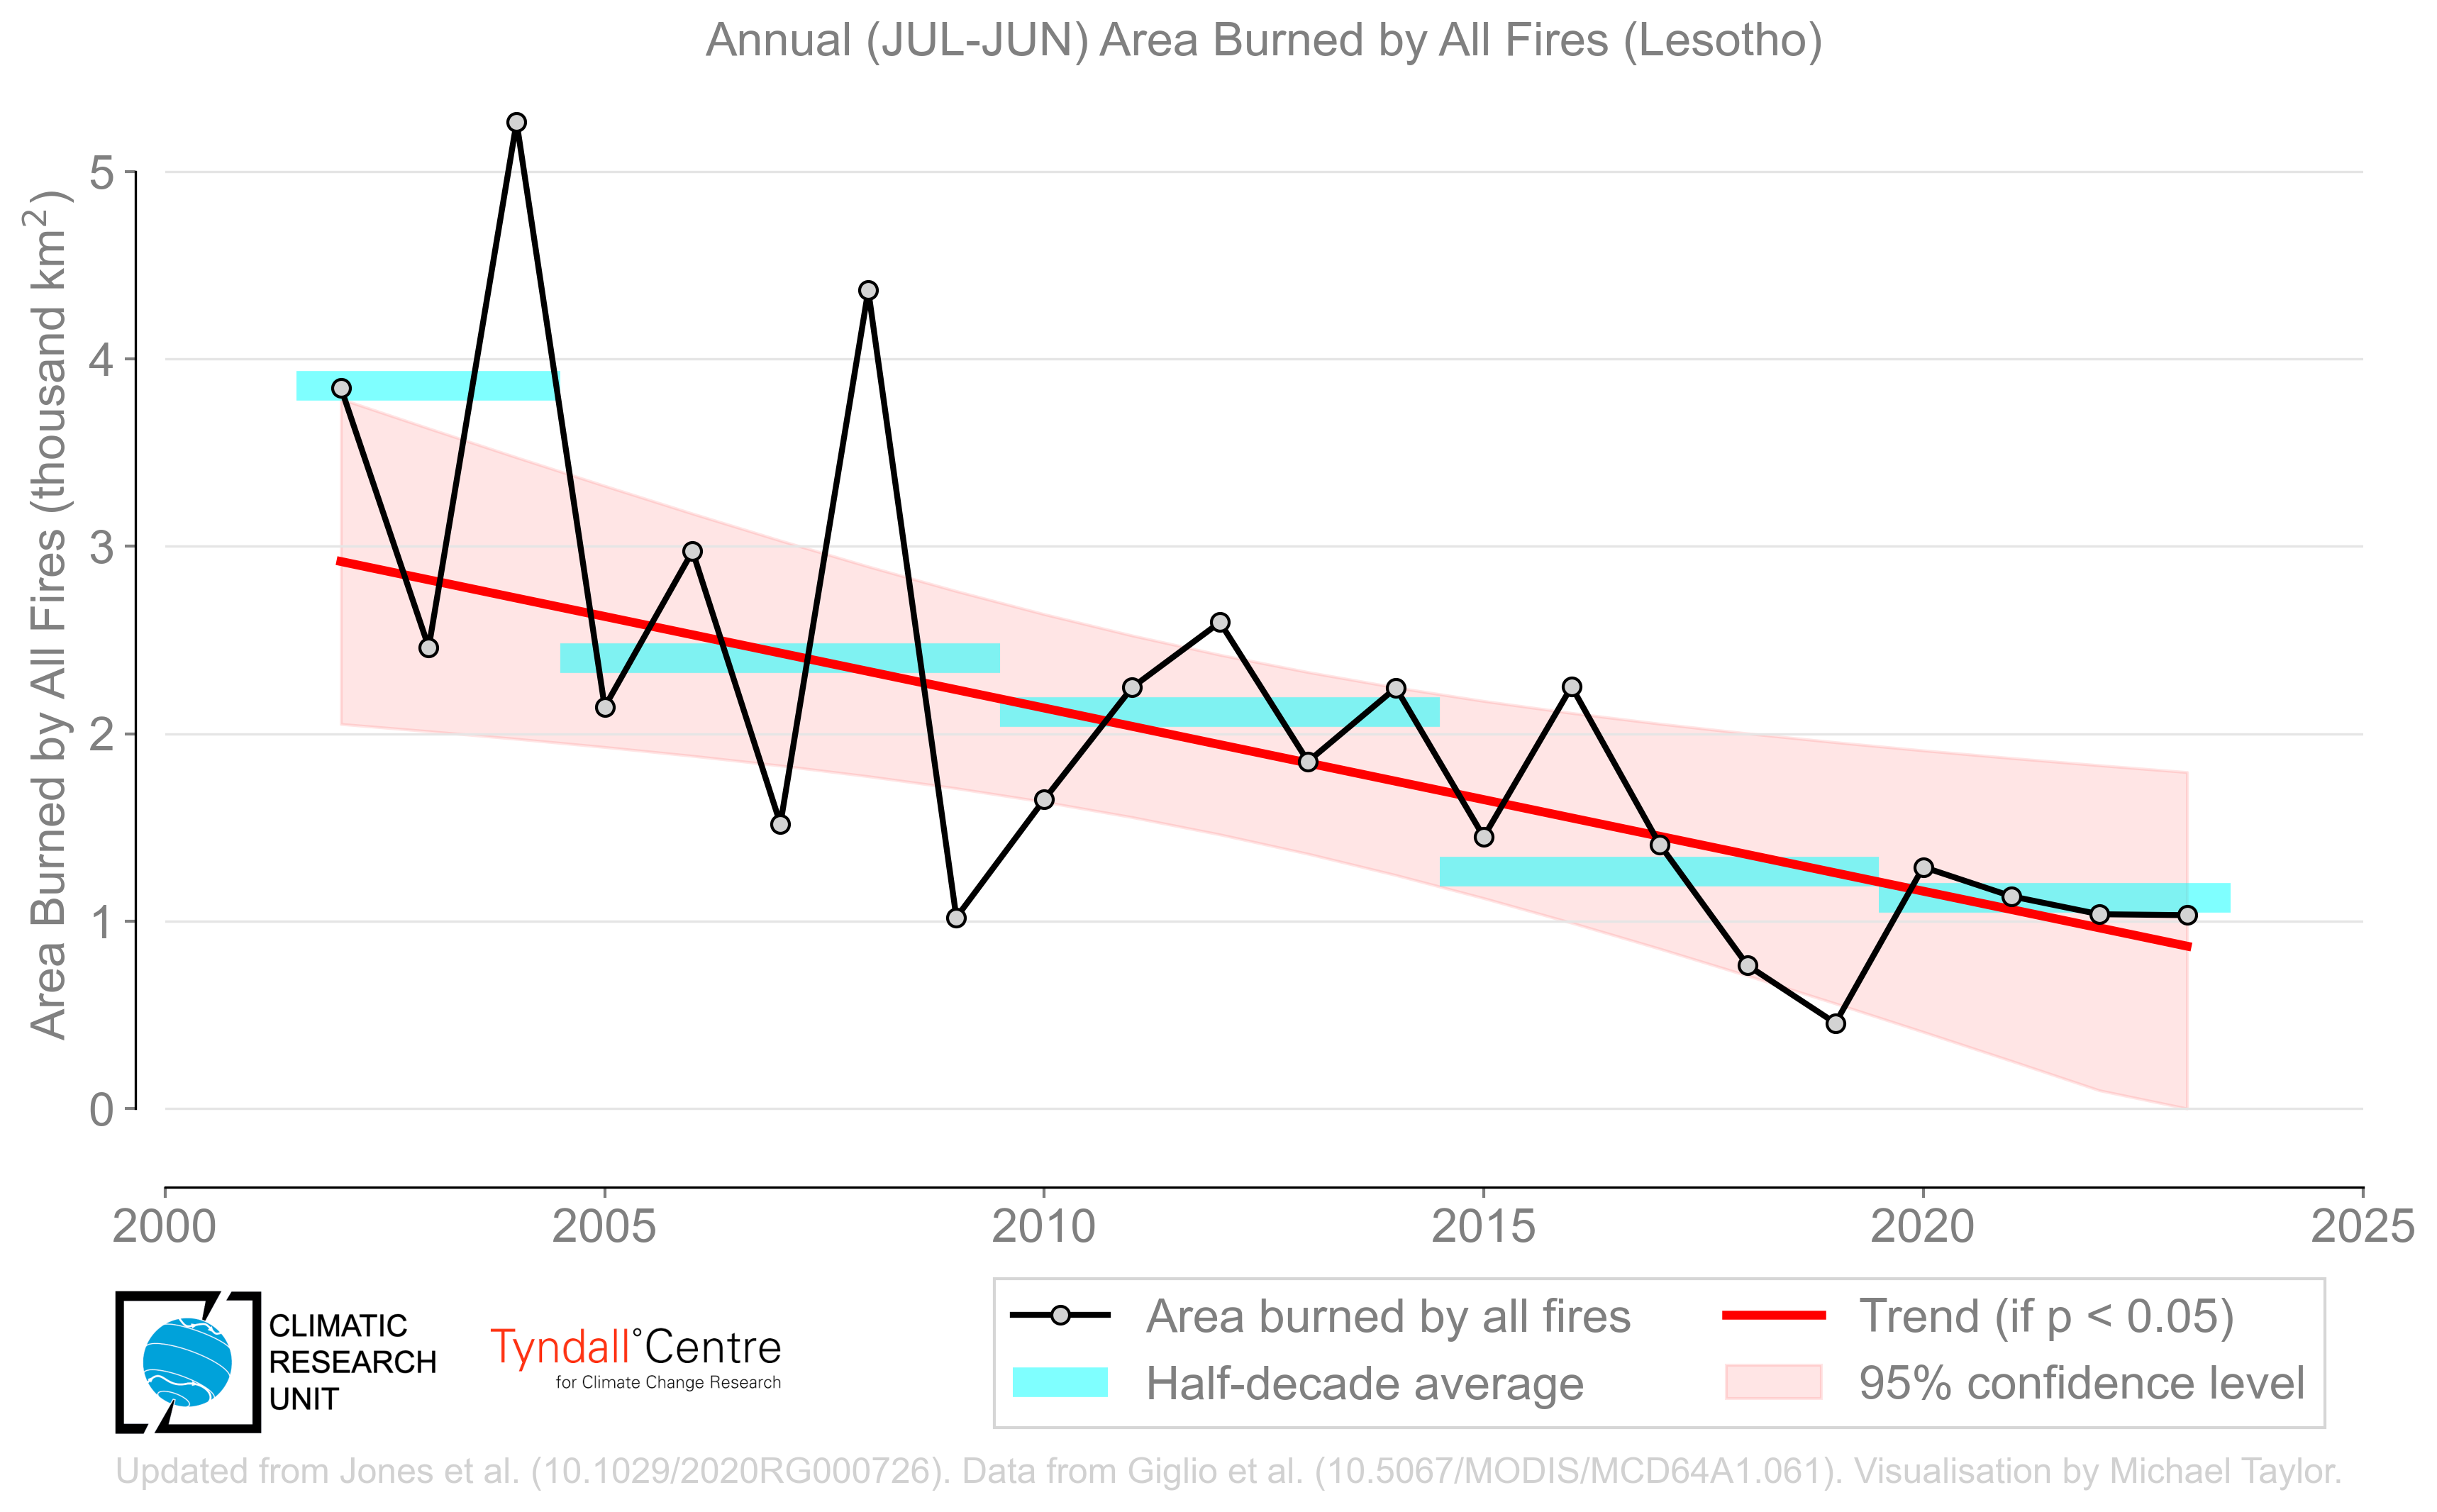 Annual (JUL-JUN) Area Burned by All Fires (Lesotho)
Area Burned by All Fires (thousand km²)
5
4
3
2
1
0
2000 2005 2010 2015 2020 2025
CLIMATIC
RESEARCH
UNIT
Tyndall°Centre
for Climate Change Research
Area burned by all fires
Half-decade average
Trend (if p < 0.05)
95% confidence level
Updated from Jones et al. (10.1029/2020RG000726). Data from Giglio et al. (10.5067/MODIS/MCD64A1.061). Visualisation by Michael Taylor.